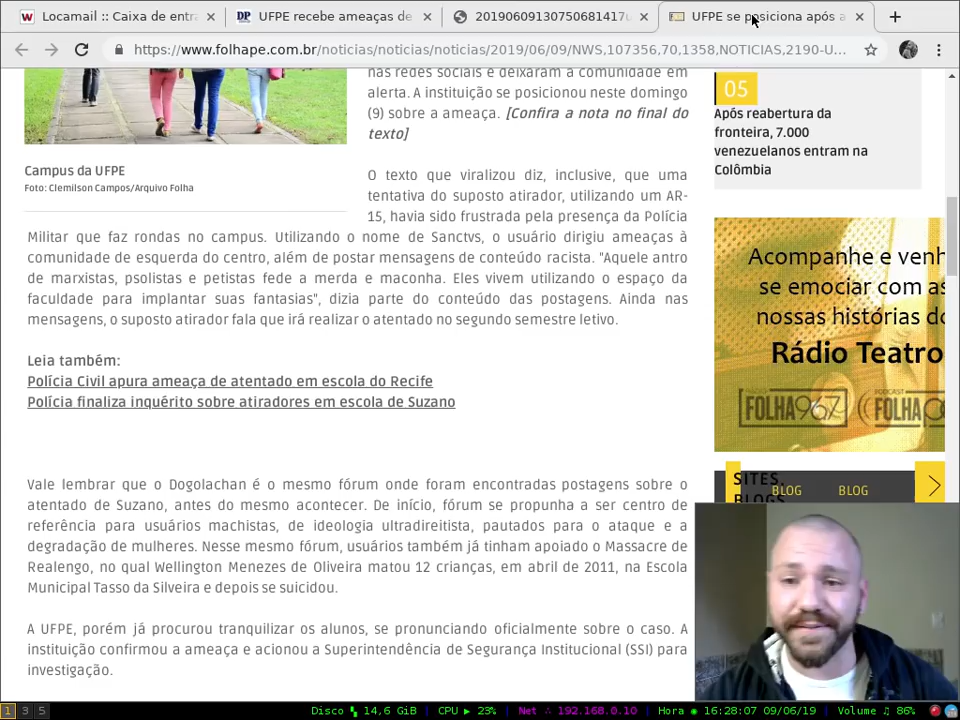 Locamail :: Caixa de entr
UFPE recebe ameaças de
20190609130750681417u
UFPE se posiciona após a
https://www.folhape.com.br/noticias/noticias/noticias/2019/06/09/NWS,107356,70,1358,NOTICIAS,2190-U...
nas redes sociais e deixaram a comunidade em
alerta. A instituição se posicionou neste domingo
(9) sobre a ameaça. [Confira a nota no final do
texto]
Campus da UFPE
Foto: Clemilson Campos/Arquivo Folha
O texto que viralizou diz, inclusive, que uma
tentativa do suposto atirador, utilizando um AR-
15, havia sido frustrada pela presença da Polícia
Militar que faz rondas no campus. Utilizando o nome de Sanctvs, o usuário dirigiu ameaças à
comunidade de esquerda do centro, além de postar mensagens de conteúdo racista. "Aquele antro
de marxistas, psolistas e petistas fede a merda e maconha. Eles vivem utilizando o espaço da
faculdade para implantar suas fantasias", dizia parte do conteúdo das postagens. Ainda nas
mensagens, o suposto atirador fala que irá realizar o atentado no segundo semestre letivo.
Leia também:
Polícia Civil apura ameaça de atentado em escola do Recife
Polícia finaliza inquérito sobre atiradores em escola de Suzano
Vale lembrar que o Dogolachan é o mesmo fórum onde foram encontradas postagens sobre o
atentado de Suzano, antes do mesmo acontecer. De início, fórum se propunha a ser centro de
referência para usuários machistas, de ideologia ultradireitista, pautados para o ataque e a
degradação de mulheres. Nesse mesmo fórum, usuários também já tinham apoiado o Massacre de
Realengo, no qual Wellington Menezes de Oliveira matou 12 crianças, em abril de 2011, na Escola
Municipal Tasso da Silveira e depois se suicidou.
A UFPE, porém já procurou tranquilizar os alunos, se pronunciando oficialmente sobre o caso. A
instituição confirmou a ameaça e acionou a Superintendência de Segurança Institucional (SSI) para
investigação.
05
Após reabertura da
fronteira, 7.000
venezuelanos entram na
Colômbia
Acompanhe e venh
se emociar com as
nossas histórias do
Rádio Teatro
FOLHA 96,7
FOLHA
SITES,
BLOGS
BLOG
BLOG
1 3 5
Disco 14,6 GiB | CPU ▶ 23% | Net 192.168.0.10 | Hora ◉ 16:28:07 09/06/19 | Volume ♫ 86%